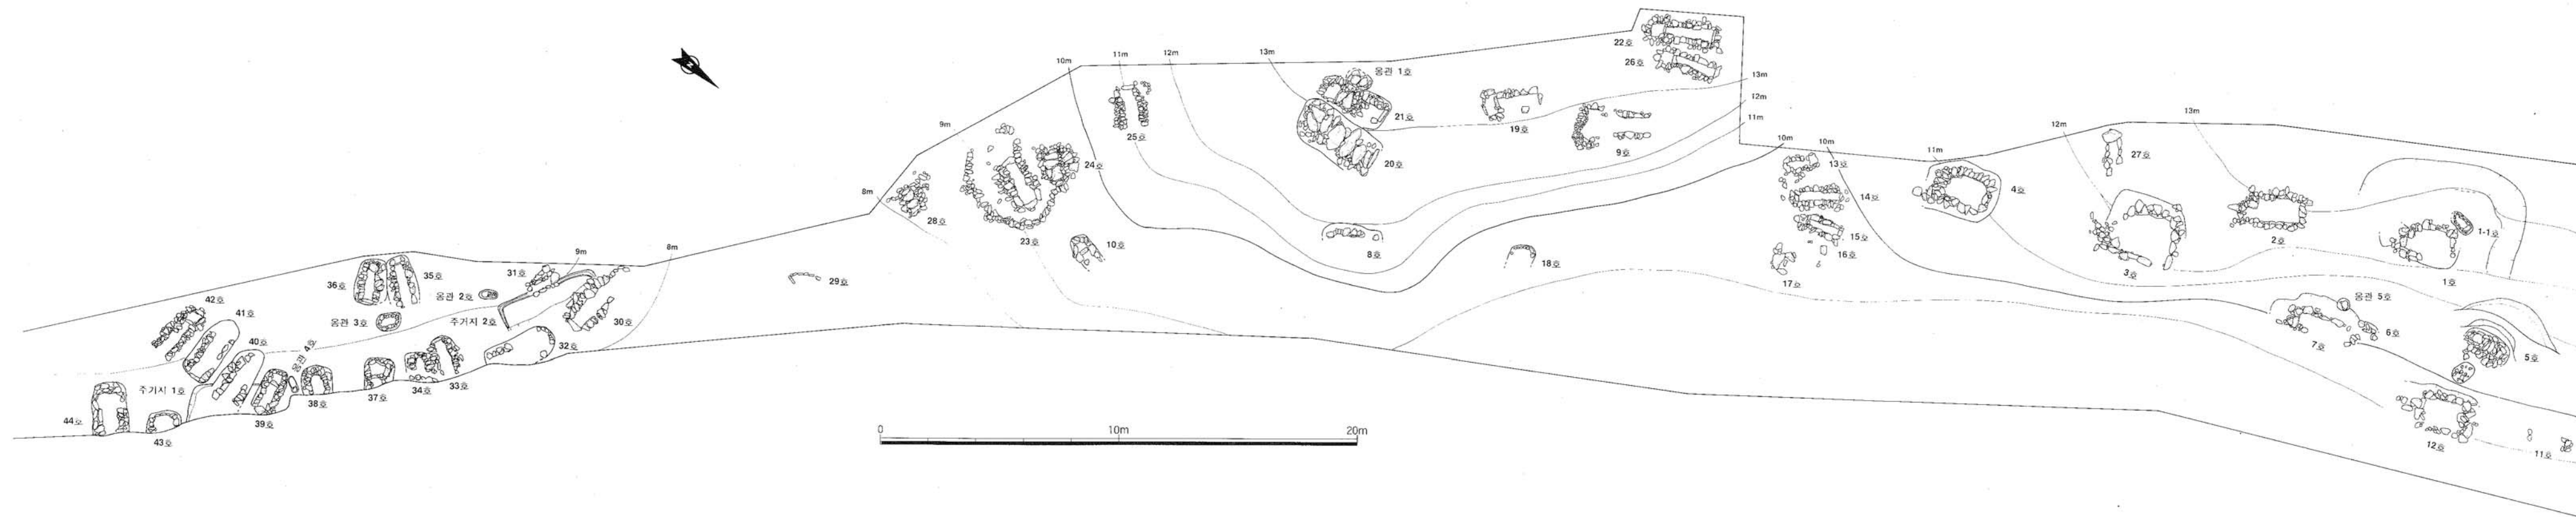 22호
26호
13m
12m
11m
10m
11m
12m
13m
옹관 1호
21호
20호
19호
9호
25호
9m
24호
8m
28호
23호
10호
8호
18호
29호
10m
10m
13호
14호
15호
16호
17호
11m
4호
12m
27호
13m
3호
2호
1-1호
1호
옹관 5호
6호
7호
5호
12호
11호
8m
9m
31호
30호
32호
주거지 2호
옹관 2호
옹관 3호
35호
36호
42호
41호
40호
옹관 4호
주거지 1호
44호
43호
39호
38호
37호
34호
33호
0
10m
20m